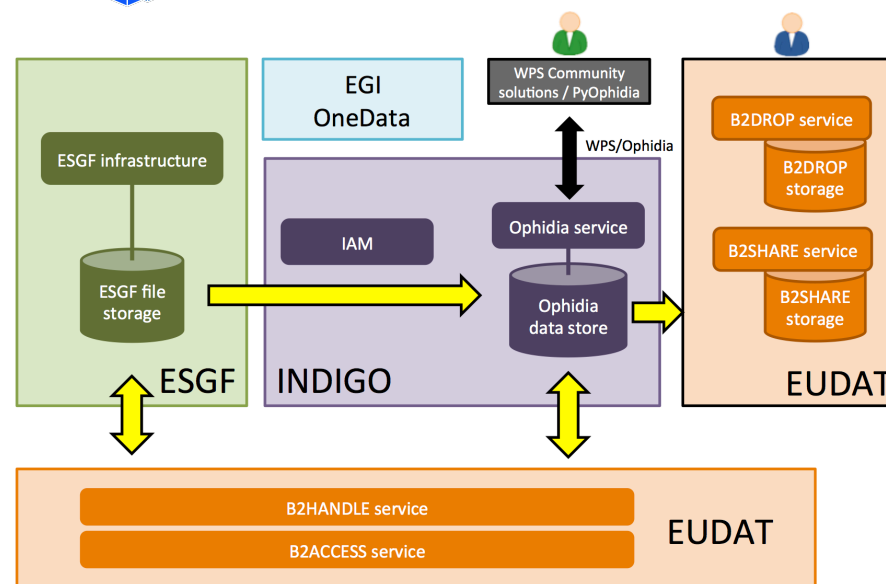 WPS Community
solutions / PyOphidia
EGI
OneData
WPS/Ophidia
ESGF infrastructure
ESGF file
storage
ESGF
IAM
Ophidia service
Ophidia
data store
INDIGO
B2DROP service
B2DROP
storage
B2SHARE service
B2SHARE
storage
EUDAT
B2HANDLE service
B2ACCESS service
EUDAT